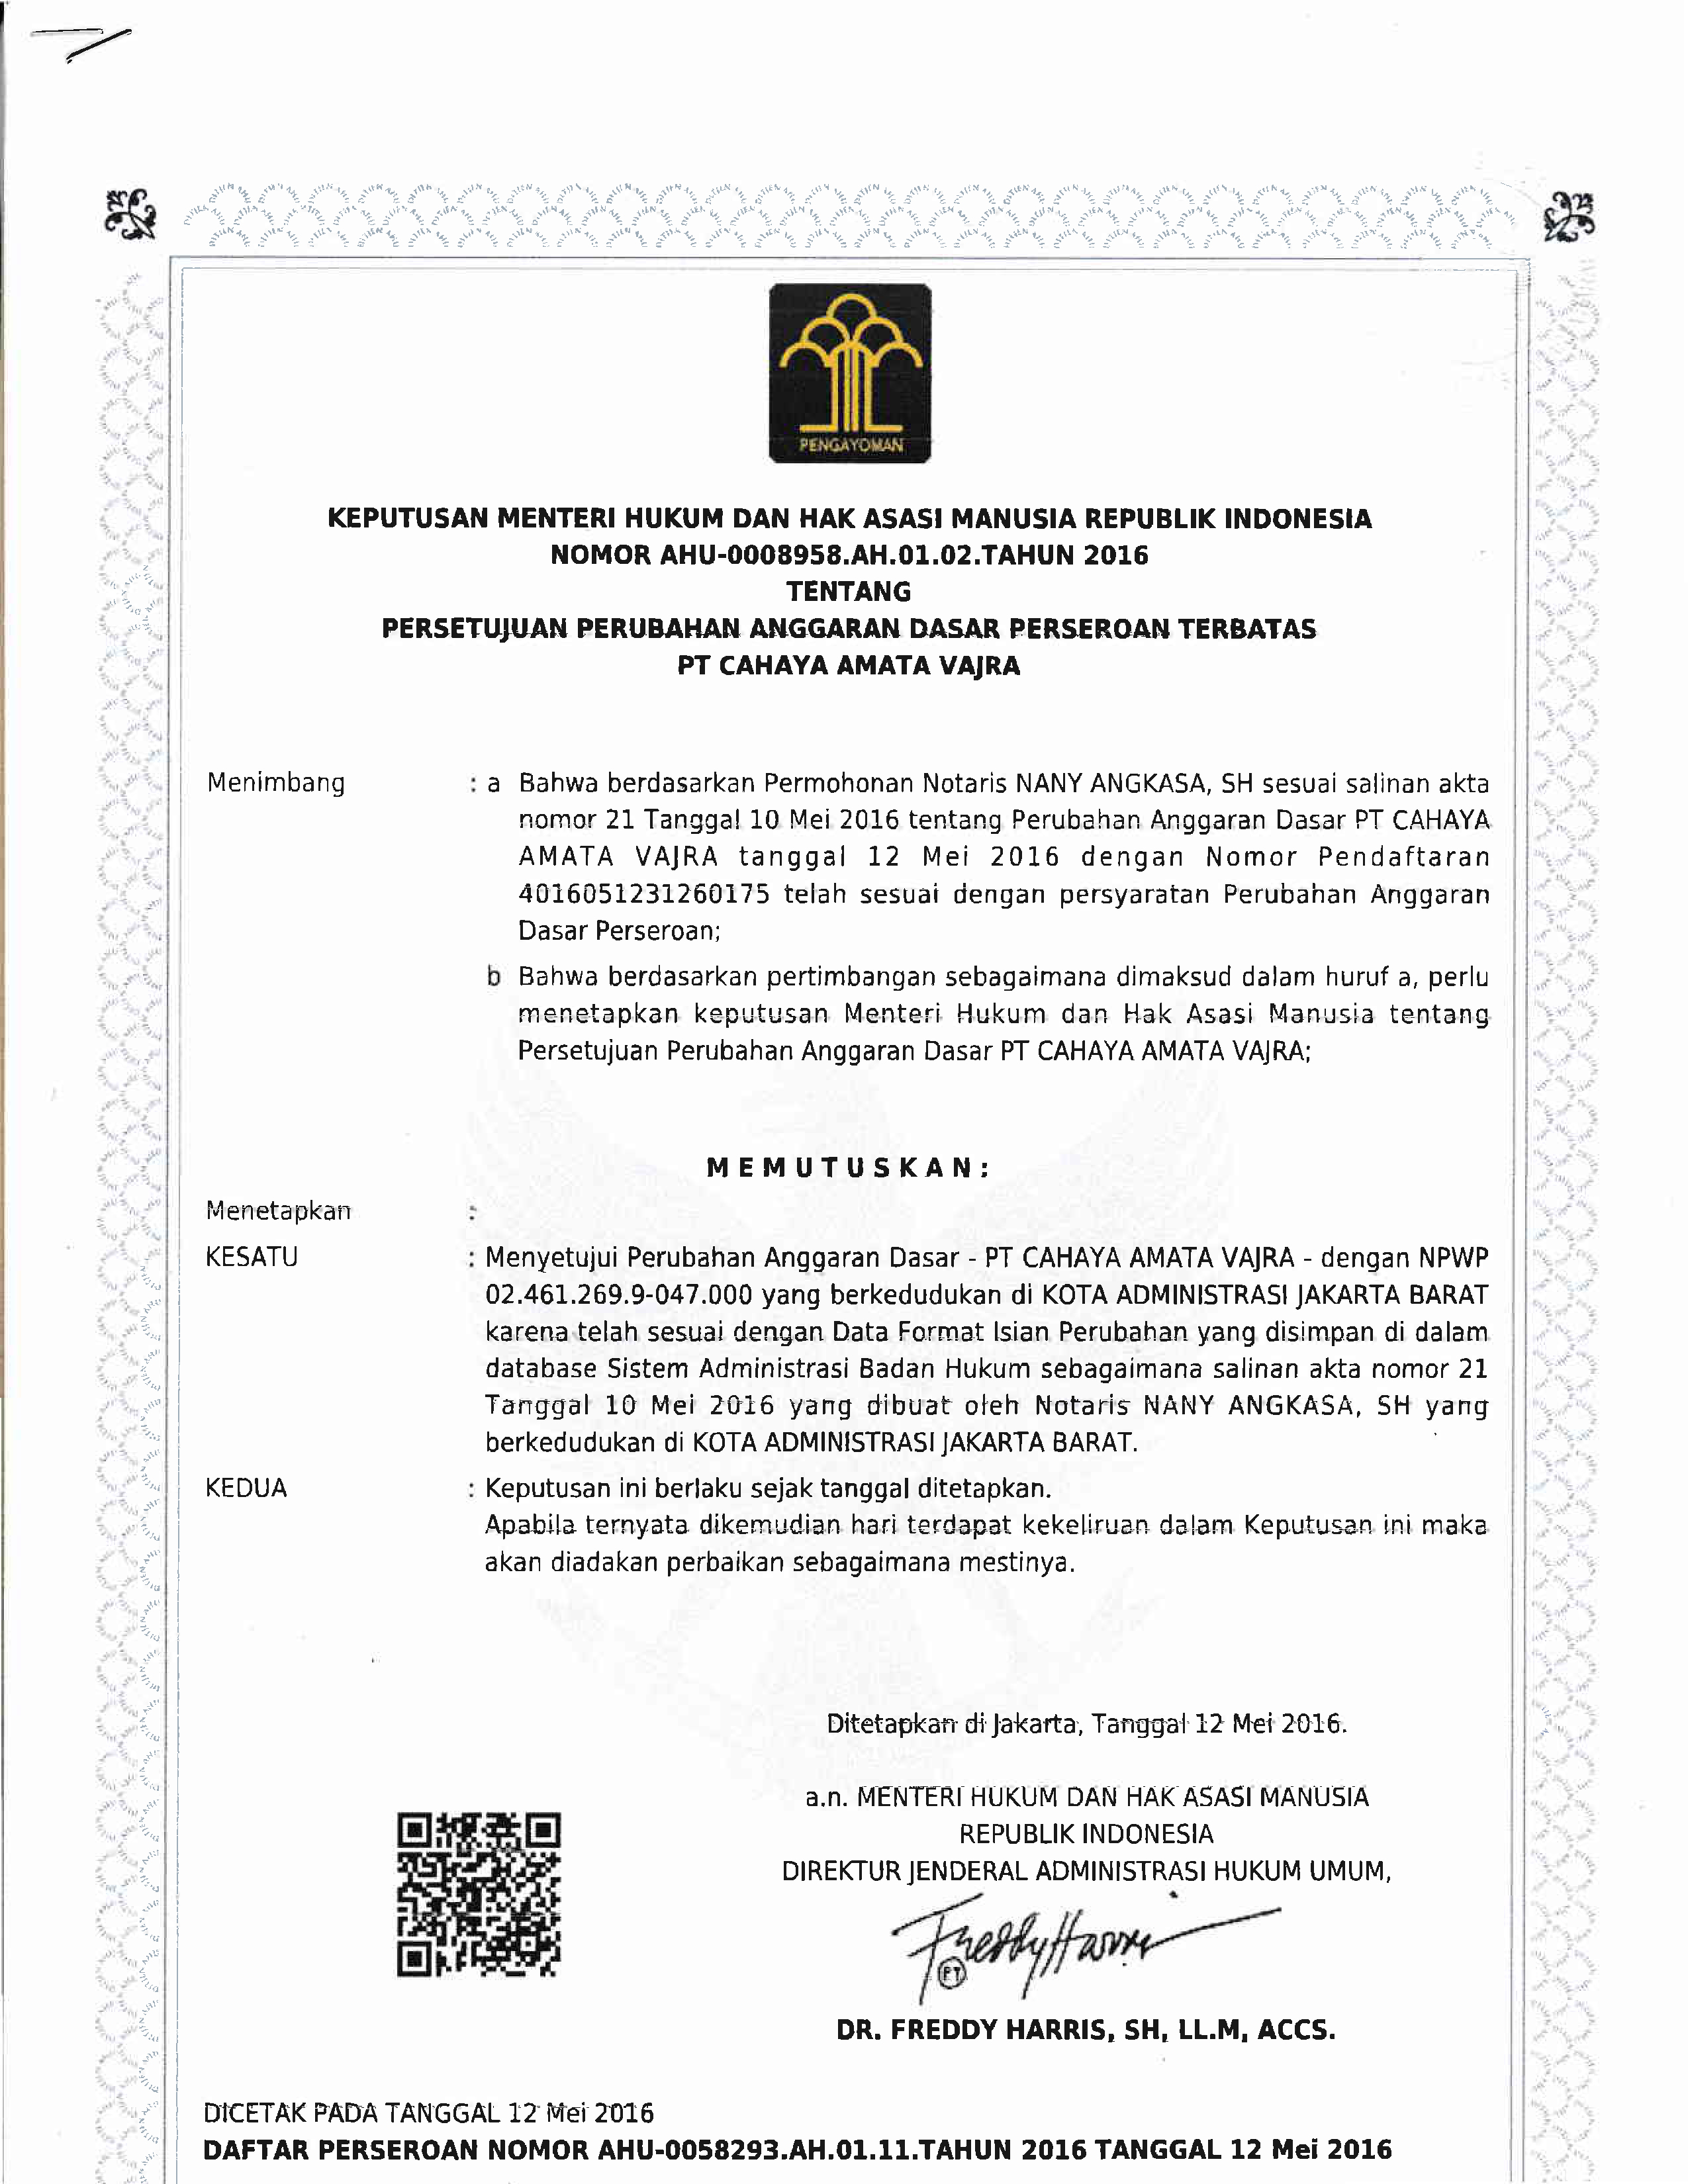 PENGAYOMAN
KEPUTUSAN MENTERI HUKUM DAN HAK ASASI MANUSIA REPUBLIK INDONESIA
NOMOR AHU-0008958.AH.01.02.TAHUN 2016
TENTANG
PERSETUJUAN PERUBAHAN ANGGARAN DASAR PERSEROAN TERBATAS
PT CAHAYA AMATA VAJRA
Menimbang : a Bahwa berdasarkan Permohonan Notaris NANY ANGKASA, SH sesuai salinan akta
nomor 21 Tanggal 10 Mei 2016 tentang Perubahan Anggaran Dasar PT CAHAYA
AMATA VAJRA tanggal 12 Mei 2016 dengan Nomor Pendaftaran
4016051231260175 telah sesuai dengan persyaratan Perubahan Anggaran
Dasar Perseroan;
b Bahwa berdasarkan pertimbangan sebagaimana dimaksud dalam huruf a, perlu
menetapkan keputusan Menteri Hukum dan Hak Asasi Manusia tentang
Persetujuan Perubahan Anggaran Dasar PT CAHAYA AMATA VAJRA;
MEMUTUSKAN:
Menetapkan :
KESATU : Menyetujui Perubahan Anggaran Dasar - PT CAHAYA AMATA VAJRA - dengan NPWP
02.461.269.9-047.000 yang berkedudukan di KOTA ADMINISTRASI JAKARTA BARAT
karena telah sesuai dengan Data Format Isian Perubahan yang disimpan di dalam
database Sistem Administrasi Badan Hukum sebagaimana salinan akta nomor 21
Tanggal 10 Mei 2016 yang dibuat oleh Notaris NANY ANGKASA, SH yang
berkedudukan di KOTA ADMINISTRASI JAKARTA BARAT.
KEDUA : Keputusan ini berlaku sejak tanggal ditetapkan.
Apabila ternyata dikemudian hari terdapat kekeliruan dalam Keputusan ini maka
akan diadakan perbaikan sebagaimana mestinya.
Ditetapkan di Jakarta, Tanggal 12 Mei 2016.
a.n. MENTERI HUKUM DAN HAK ASASI MANUSIA
REPUBLIK INDONESIA
DIREKTUR JENDERAL ADMINISTRASI HUKUM UMUM,
Freddy Harris
PT
DR. FREDDY HARRIS, SH, LL.M, ACCS.
DICETAK PADA TANGGAL 12 Mei 2016
DAFTAR PERSEROAN NOMOR AHU-0058293.AH.01.11.TAHUN 2016 TANGGAL 12 Mei 2016